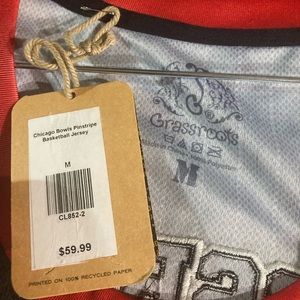 Chicago Bowls Pinstripe
Basketball Jersey
M
CL852-2
$59.99
PRINTED ON 100% RECYCLED PAPER
Grassroots
M